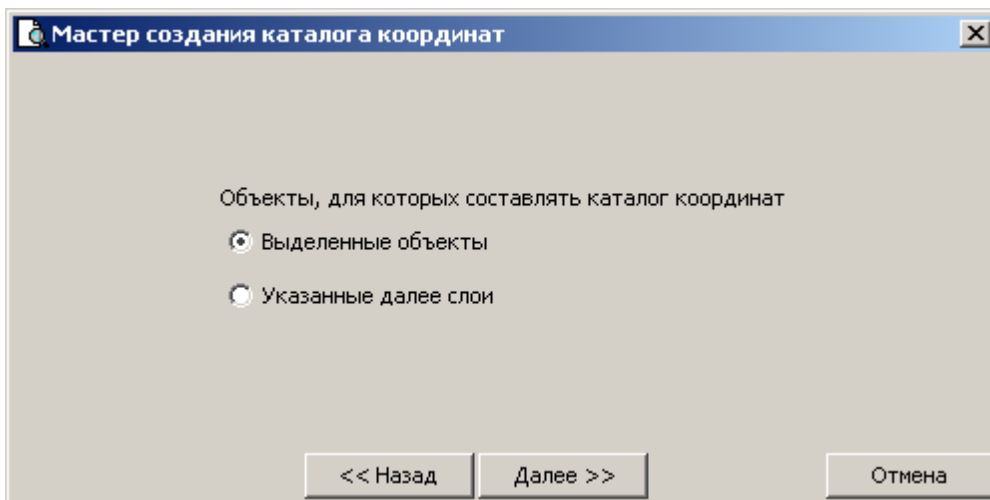 Мастер создания каталога координат
Объекты, для которых составлять каталог координат
Выделенные объекты
Указанные далее слои
<< Назад
Далее >>
Отмена